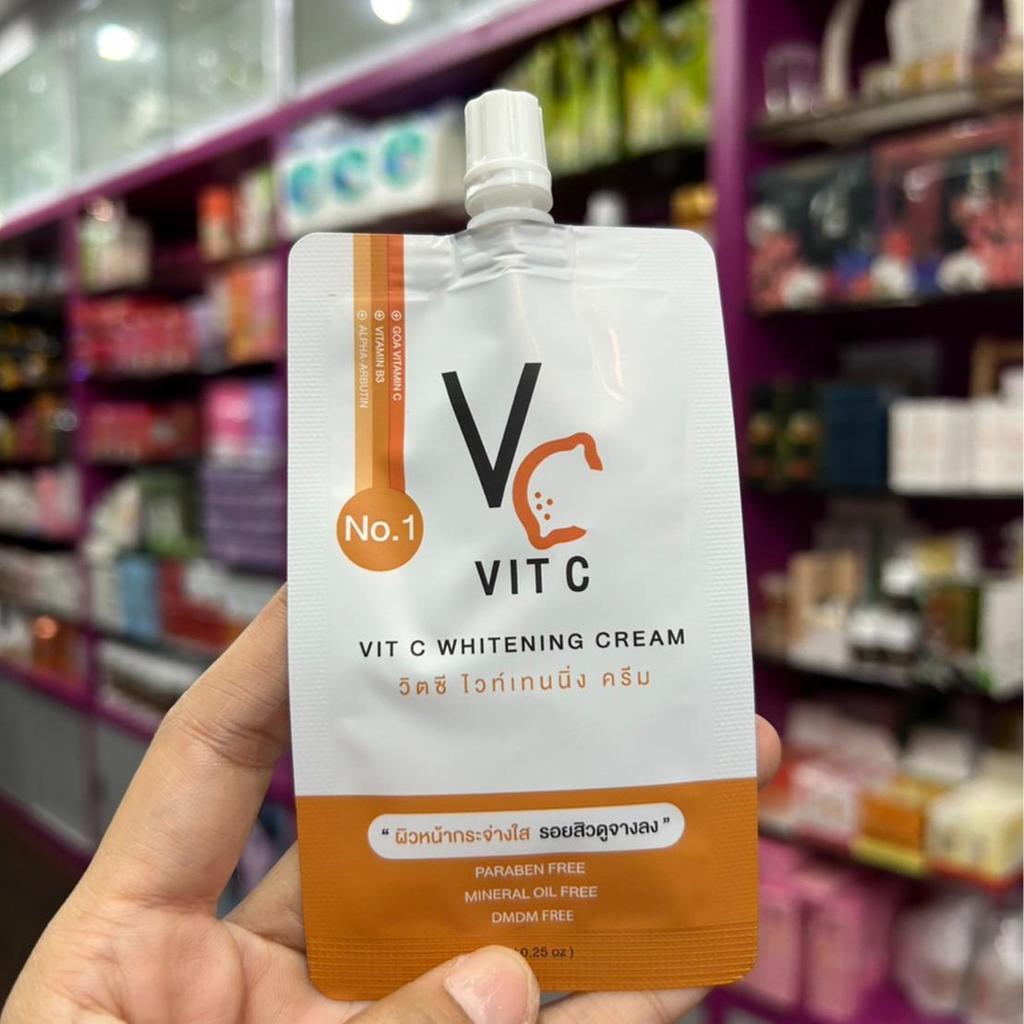 GOA VITAMIN C
VITAMIN B3
ALPHA-ARBUTIN
No.1
VC
VIT C
VIT C WHITENING CREAM
วิตซี ไวท์เทนนิ่ง ครีม
“ ผิวหน้ากระจ่างใส รอยสิวดูจางลง ”
PARABEN FREE
MINERAL OIL FREE
DMDM FREE
0.25 oz )